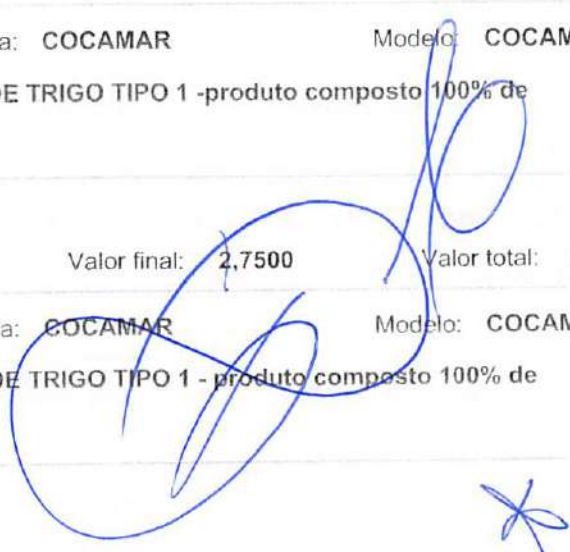 a: COCAMAR Modelo: COCAM
DE TRIGO TIPO 1 -produto composto 100% de
Valor final: 2,7500 Valor total:
a: COCAMAR Modelo: COCAM
DE TRIGO TIPO 1 - produto composto 100% de